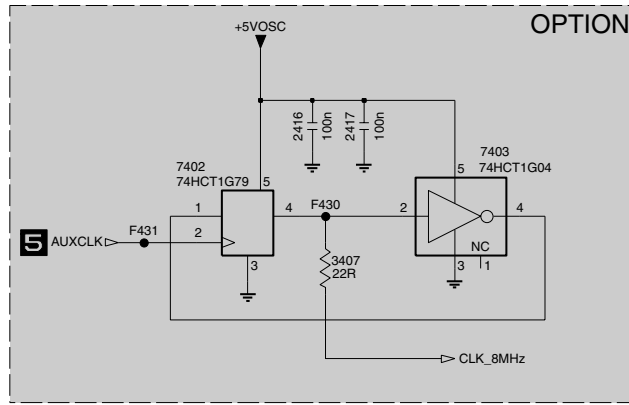 OPTION
+5VOSC
2416
100n
2417
100n
7402
74HCT1G79
5
7403
74HCT1G04
5
1
4
F430
2
4
5 AUXCLK
F431
2
3
3407
22R
NC
3
1
CLK_8MHz